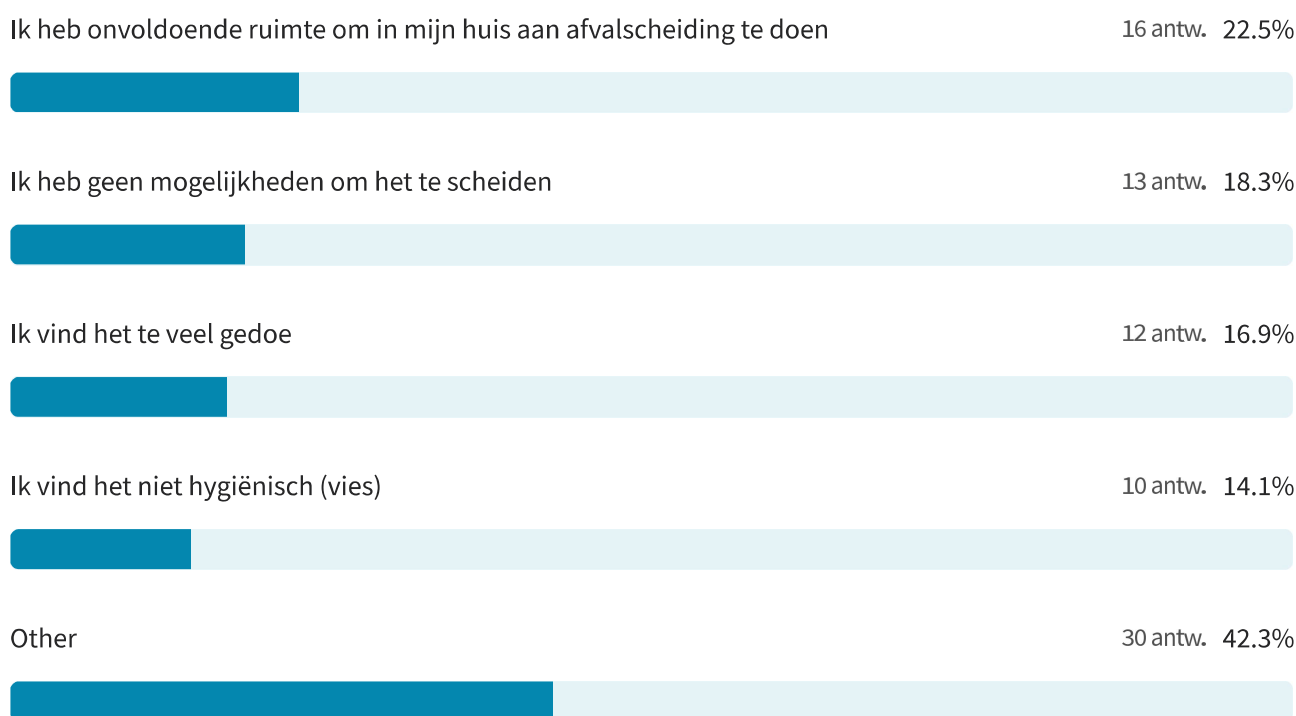 Ik heb onvoldoende ruimte om in mijn huis aan afvalscheiding te doen 16 antw. 22.5%
Ik heb geen mogelijkheden om het te scheiden 13 antw. 18.3%
Ik vind het te veel gedoe 12 antw. 16.9%
Ik vind het niet hygiënisch (vies) 10 antw. 14.1%
Other 30 antw. 42.3%